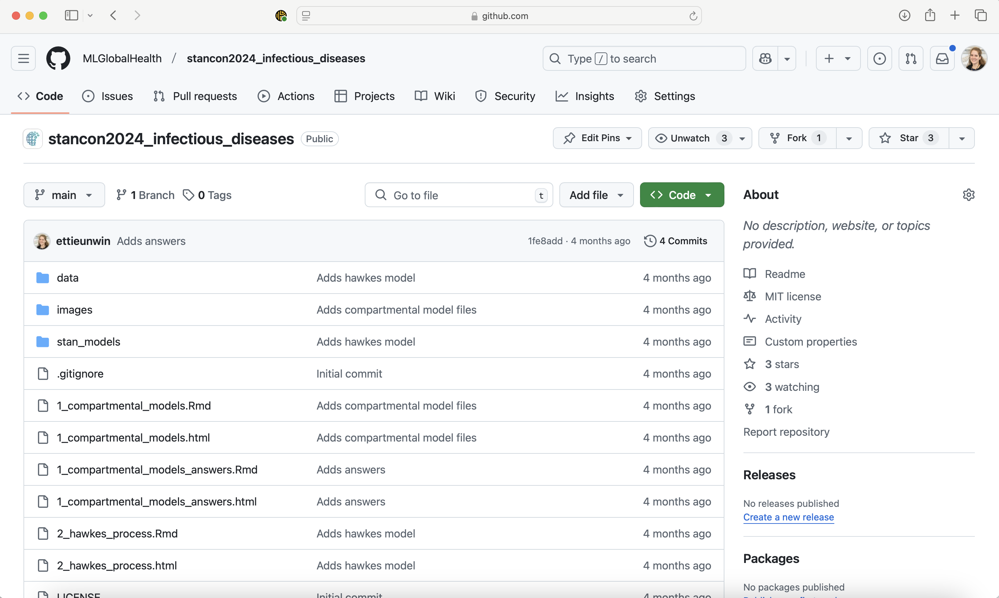 github.com
MLGlobalHealth / stancon2024_infectious_diseases
Type / to search
Code Issues Pull requests Actions Projects Wiki Security Insights Settings
stancon2024_infectious_diseases Public
Edit Pins Unwatch 3 Fork 1 Star 3
main 1 Branch 0 Tags Go to file t Add file Code
ettieunwin Adds answers 1fe8add · 4 months ago 4 Commits
data Adds hawkes model 4 months ago
images Adds compartmental model files 4 months ago
stan_models Adds hawkes model 4 months ago
.gitignore Initial commit 4 months ago
1_compartmental_models.Rmd Adds compartmental model files 4 months ago
1_compartmental_models.html Adds compartmental model files 4 months ago
1_compartmental_models_answers.Rmd Adds answers 4 months ago
1_compartmental_models_answers.html Adds answers 4 months ago
2_hawkes_process.Rmd Adds hawkes model 4 months ago
2_hawkes_process.html Adds hawkes model 4 months ago
LICENSE Initial commit 4 months ago
About
No description, website, or topics
provided.
Readme
MIT license
Activity
Custom properties
3 stars
3 watching
1 fork
Report repository
Releases
No releases published
Create a new release
Packages
No packages published